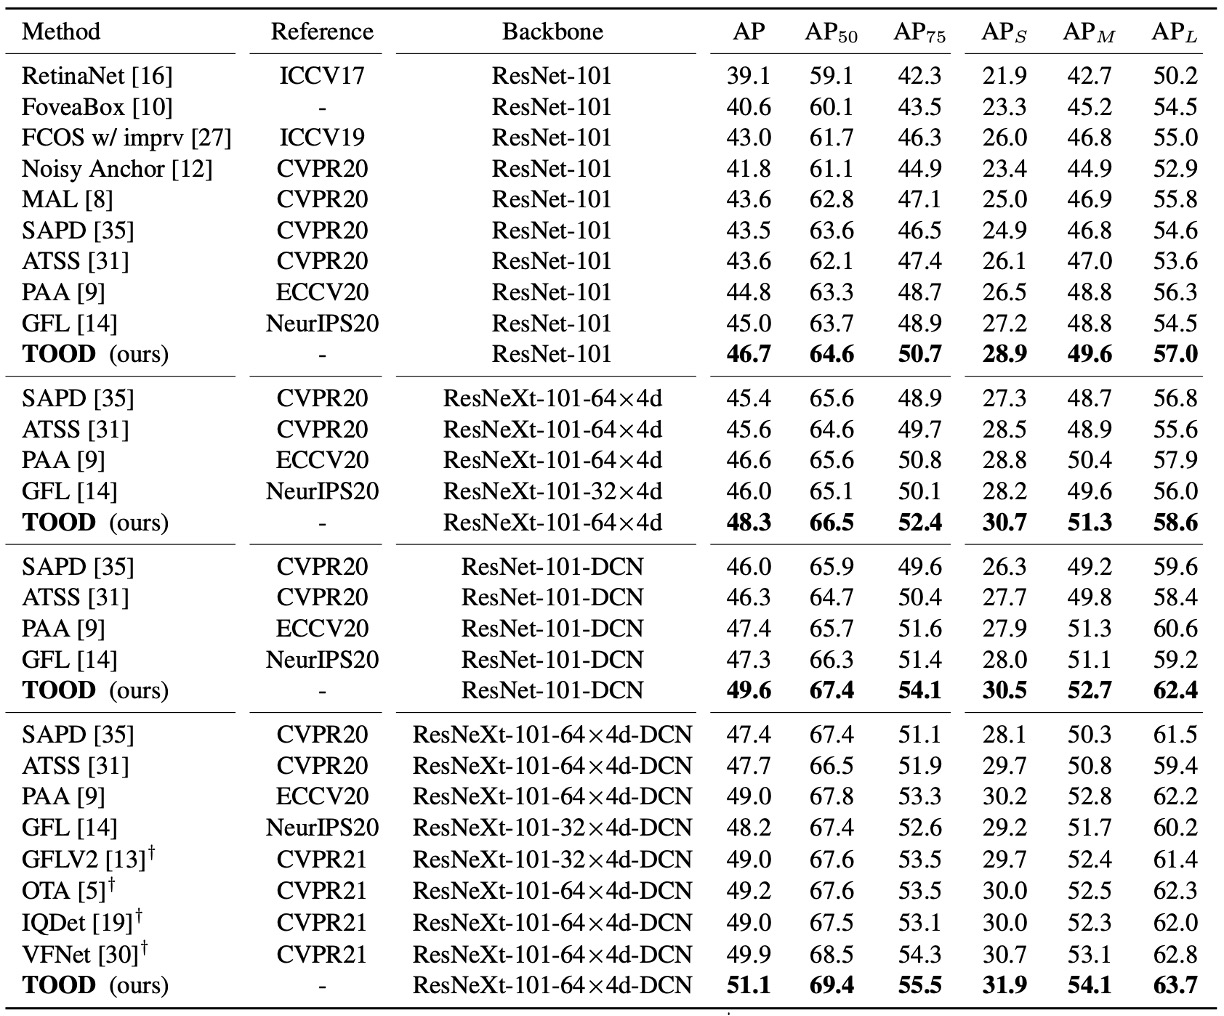 Method Reference Backbone AP AP50 AP75 APS APM APL
RetinaNet [16] ICCV17 ResNet-101 39.1 59.1 42.3 21.9 42.7 50.2
FoveaBox [10] - ResNet-101 40.6 60.1 43.5 23.3 45.2 54.5
FCOS w/ imprv [27] ICCV19 ResNet-101 43.0 61.7 46.3 26.0 46.8 55.0
Noisy Anchor [12] CVPR20 ResNet-101 41.8 61.1 44.9 23.4 44.9 52.9
MAL [8] CVPR20 ResNet-101 43.6 62.8 47.1 25.0 46.9 55.8
SAPD [35] CVPR20 ResNet-101 43.5 63.6 46.5 24.9 46.8 54.6
ATSS [31] CVPR20 ResNet-101 43.6 62.1 47.4 26.1 47.0 53.6
PAA [9] ECCV20 ResNet-101 44.8 63.3 48.7 26.5 48.8 56.3
GFL [14] NeurIPS20 ResNet-101 45.0 63.7 48.9 27.2 48.8 54.5
TOOD (ours) - ResNet-101 46.7 64.6 50.7 28.9 49.6 57.0
SAPD [35] CVPR20 ResNeXt-101-64×4d 45.4 65.6 48.9 27.3 48.7 56.8
ATSS [31] CVPR20 ResNeXt-101-64×4d 45.6 64.6 49.7 28.5 48.9 55.6
PAA [9] ECCV20 ResNeXt-101-64×4d 46.6 65.6 50.8 28.8 50.4 57.9
GFL [14] NeurIPS20 ResNeXt-101-32×4d 46.0 65.1 50.1 28.2 49.6 56.0
TOOD (ours) - ResNeXt-101-64×4d 48.3 66.5 52.4 30.7 51.3 58.6
SAPD [35] CVPR20 ResNet-101-DCN 46.0 65.9 49.6 26.3 49.2 59.6
ATSS [31] CVPR20 ResNet-101-DCN 46.3 64.7 50.4 27.7 49.8 58.4
PAA [9] ECCV20 ResNet-101-DCN 47.4 65.7 51.6 27.9 51.3 60.6
GFL [14] NeurIPS20 ResNet-101-DCN 47.3 66.3 51.4 28.0 51.1 59.2
TOOD (ours) - ResNet-101-DCN 49.6 67.4 54.1 30.5 52.7 62.4
SAPD [35] CVPR20 ResNeXt-101-64×4d-DCN 47.4 67.4 51.1 28.1 50.3 61.5
ATSS [31] CVPR20 ResNeXt-101-64×4d-DCN 47.7 66.5 51.9 29.7 50.8 59.4
PAA [9] ECCV20 ResNeXt-101-64×4d-DCN 49.0 67.8 53.3 30.2 52.8 62.2
GFL [14] NeurIPS20 ResNeXt-101-32×4d-DCN 48.2 67.4 52.6 29.2 51.7 60.2
GFLV2 [13]† CVPR21 ResNeXt-101-32×4d-DCN 49.0 67.6 53.5 29.7 52.4 61.4
OTA [5]† CVPR21 ResNeXt-101-64×4d-DCN 49.2 67.6 53.5 30.0 52.5 62.3
IQDet [19]† CVPR21 ResNeXt-101-64×4d-DCN 49.0 67.5 53.1 30.0 52.3 62.0
VFNet [30]† CVPR21 ResNeXt-101-64×4d-DCN 49.9 68.5 54.3 30.7 53.1 62.8
TOOD (ours) - ResNeXt-101-64×4d-DCN 51.1 69.4 55.5 31.9 54.1 63.7